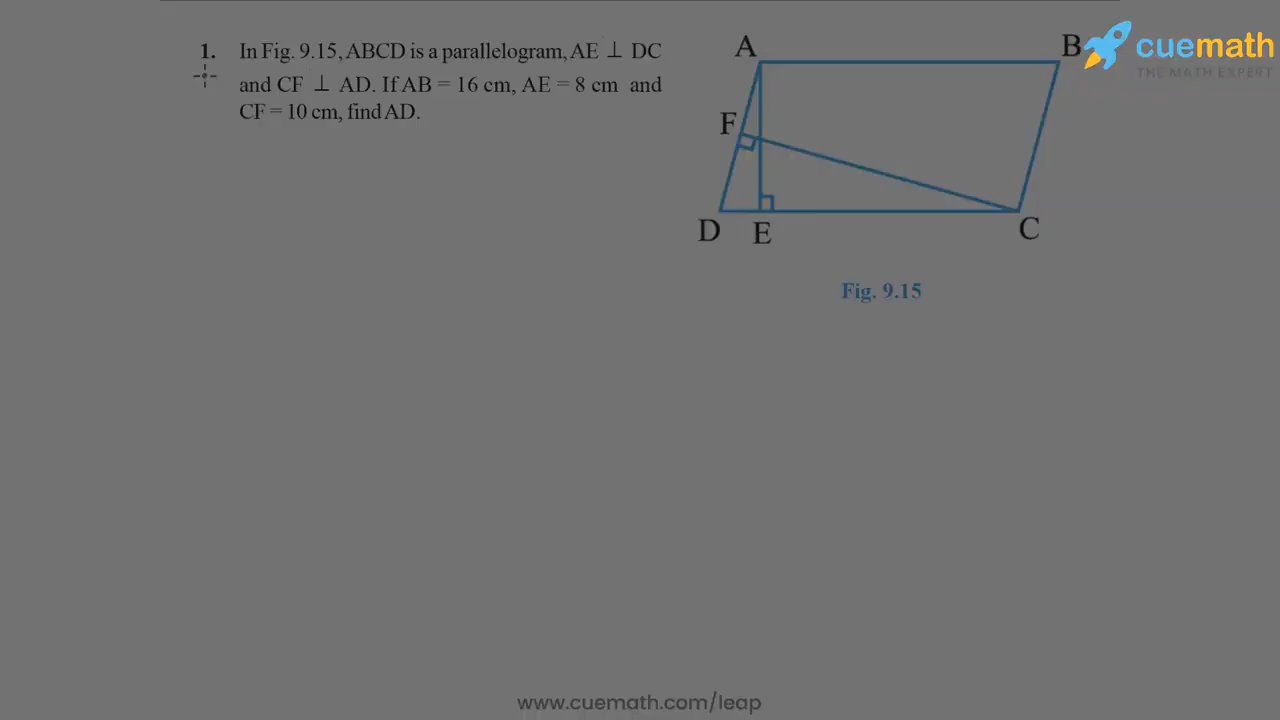 1. In Fig. 9.15, ABCD is a parallelogram, AE ⊥ DC
and CF ⊥ AD. If AB = 16 cm, AE = 8 cm and
CF = 10 cm, find AD.
A
B
cuemath
THE MATH EXPERT
F
D
E
C
Fig. 9.15
www.cuemath.com/leap